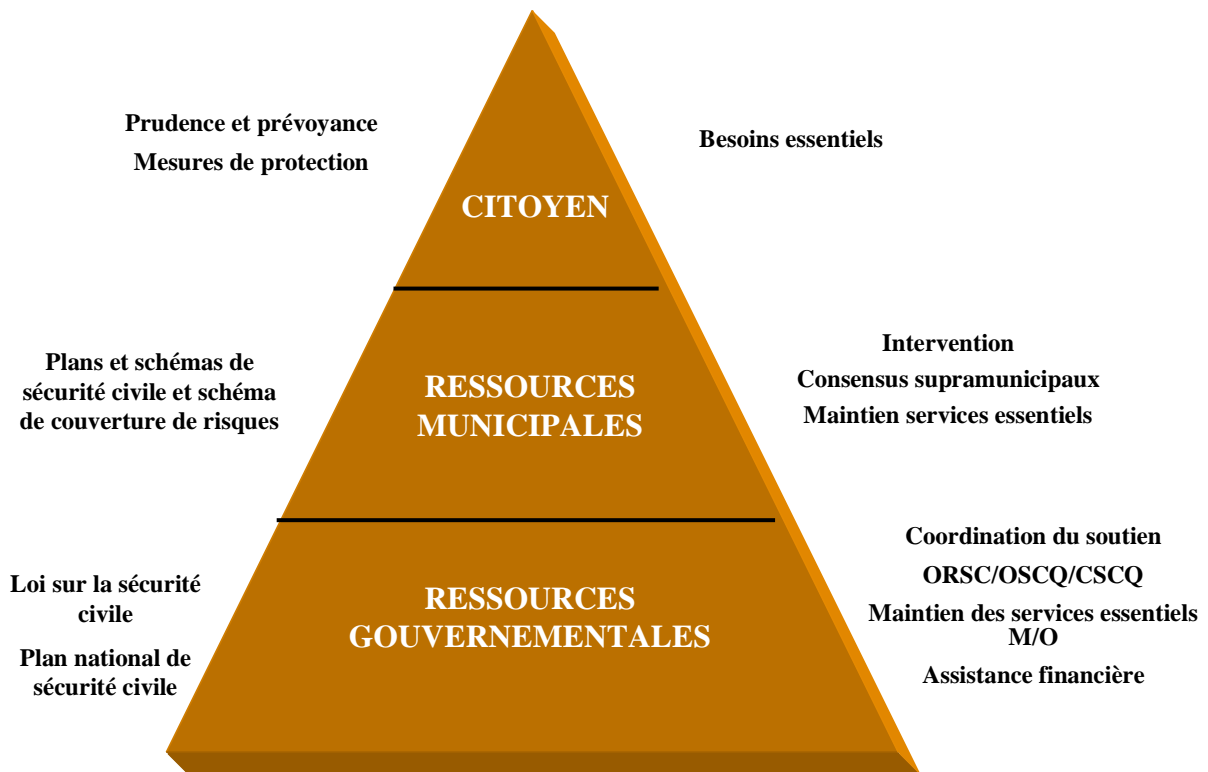 Prudence et prévoyance
Mesures de protection
CITOYEN
Besoins essentiels
Plans et schémas de
sécurité civile et schéma
de couverture de risques
RESSOURCES
MUNICIPALES
Intervention
Consensus supramunicipaux
Maintien services essentiels
Loi sur la sécurité
civile
Plan national de
sécurité civile
RESSOURCES
GOUVERNEMENTALES
Coordination du soutien
ORSC/OSCQ/CSCQ
Maintien des services essentiels
M/O
Assistance financière